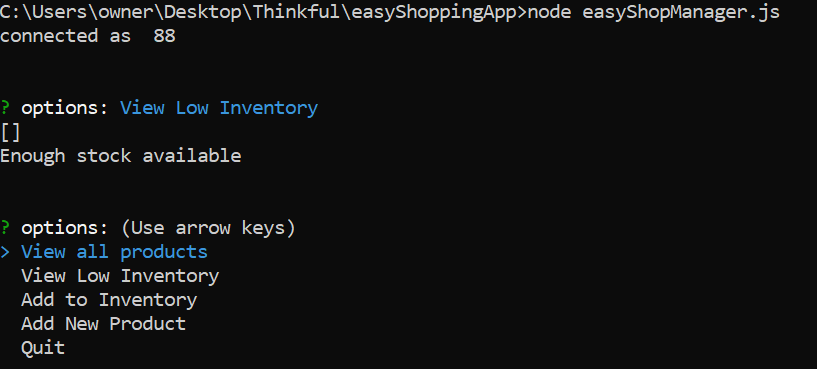 C:\Users\owner\Desktop\Thinkful\easyShoppingApp>node easyShopManager.js
connected as  88
? options: View Low Inventory
[]
Enough stock available
? options: (Use arrow keys)
> View all products
  View Low Inventory
  Add to Inventory
  Add New Product
  Quit